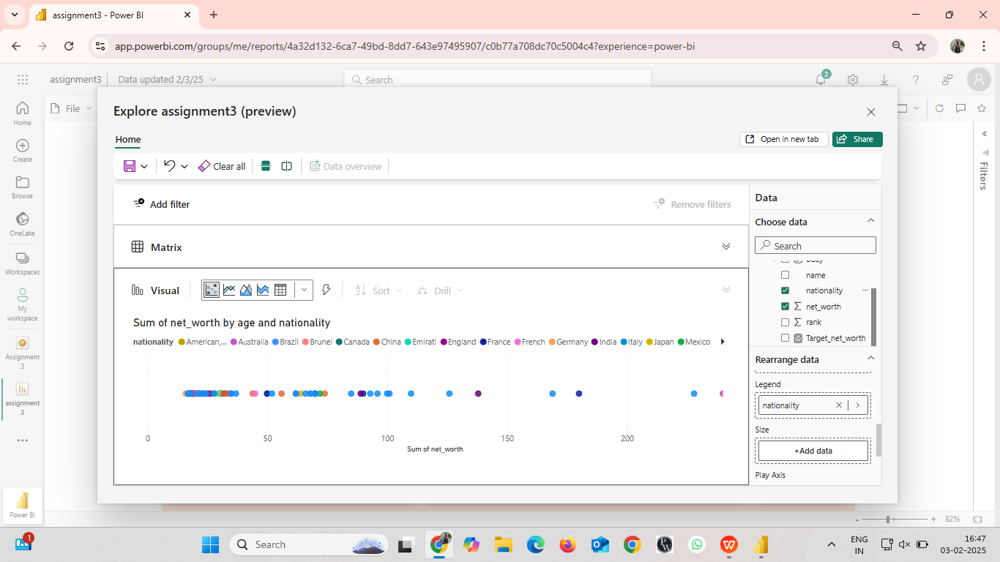 assignment3 - Power BI
app.powerbi.com/groups/me/reports/4a32d132-6ca7-49bd-8dd7-643e97495907/c0b77a708dc70c5004c4?experience=power-bi
assignment3 Data updated 2/3/25 Search 2
Home
Create
Browse
OneLake
Workspaces
My
workspace
Assignment
3
assignment
3
Power BI
File
Explore assignment3 (preview)
Home Open in new tab Share
Clear all Data overview
Add filter Remove filters
Matrix
Visual Sort Drill
Sum of net_worth by age and nationality
nationality American,... Australia Brazil Brunei Canada China Emirati England France French Germany India Italy Japan Mexico
0 50 100 150 200
Sum of net_worth
Data
Choose data
Search
body
name
nationality
net_worth
rank
Target_net_worth
Rearrange data
Legend
nationality
Size
+Add data
Play Axis
Filters
- + 82%
1 Search ENG
IN
16:47
03-02-2025